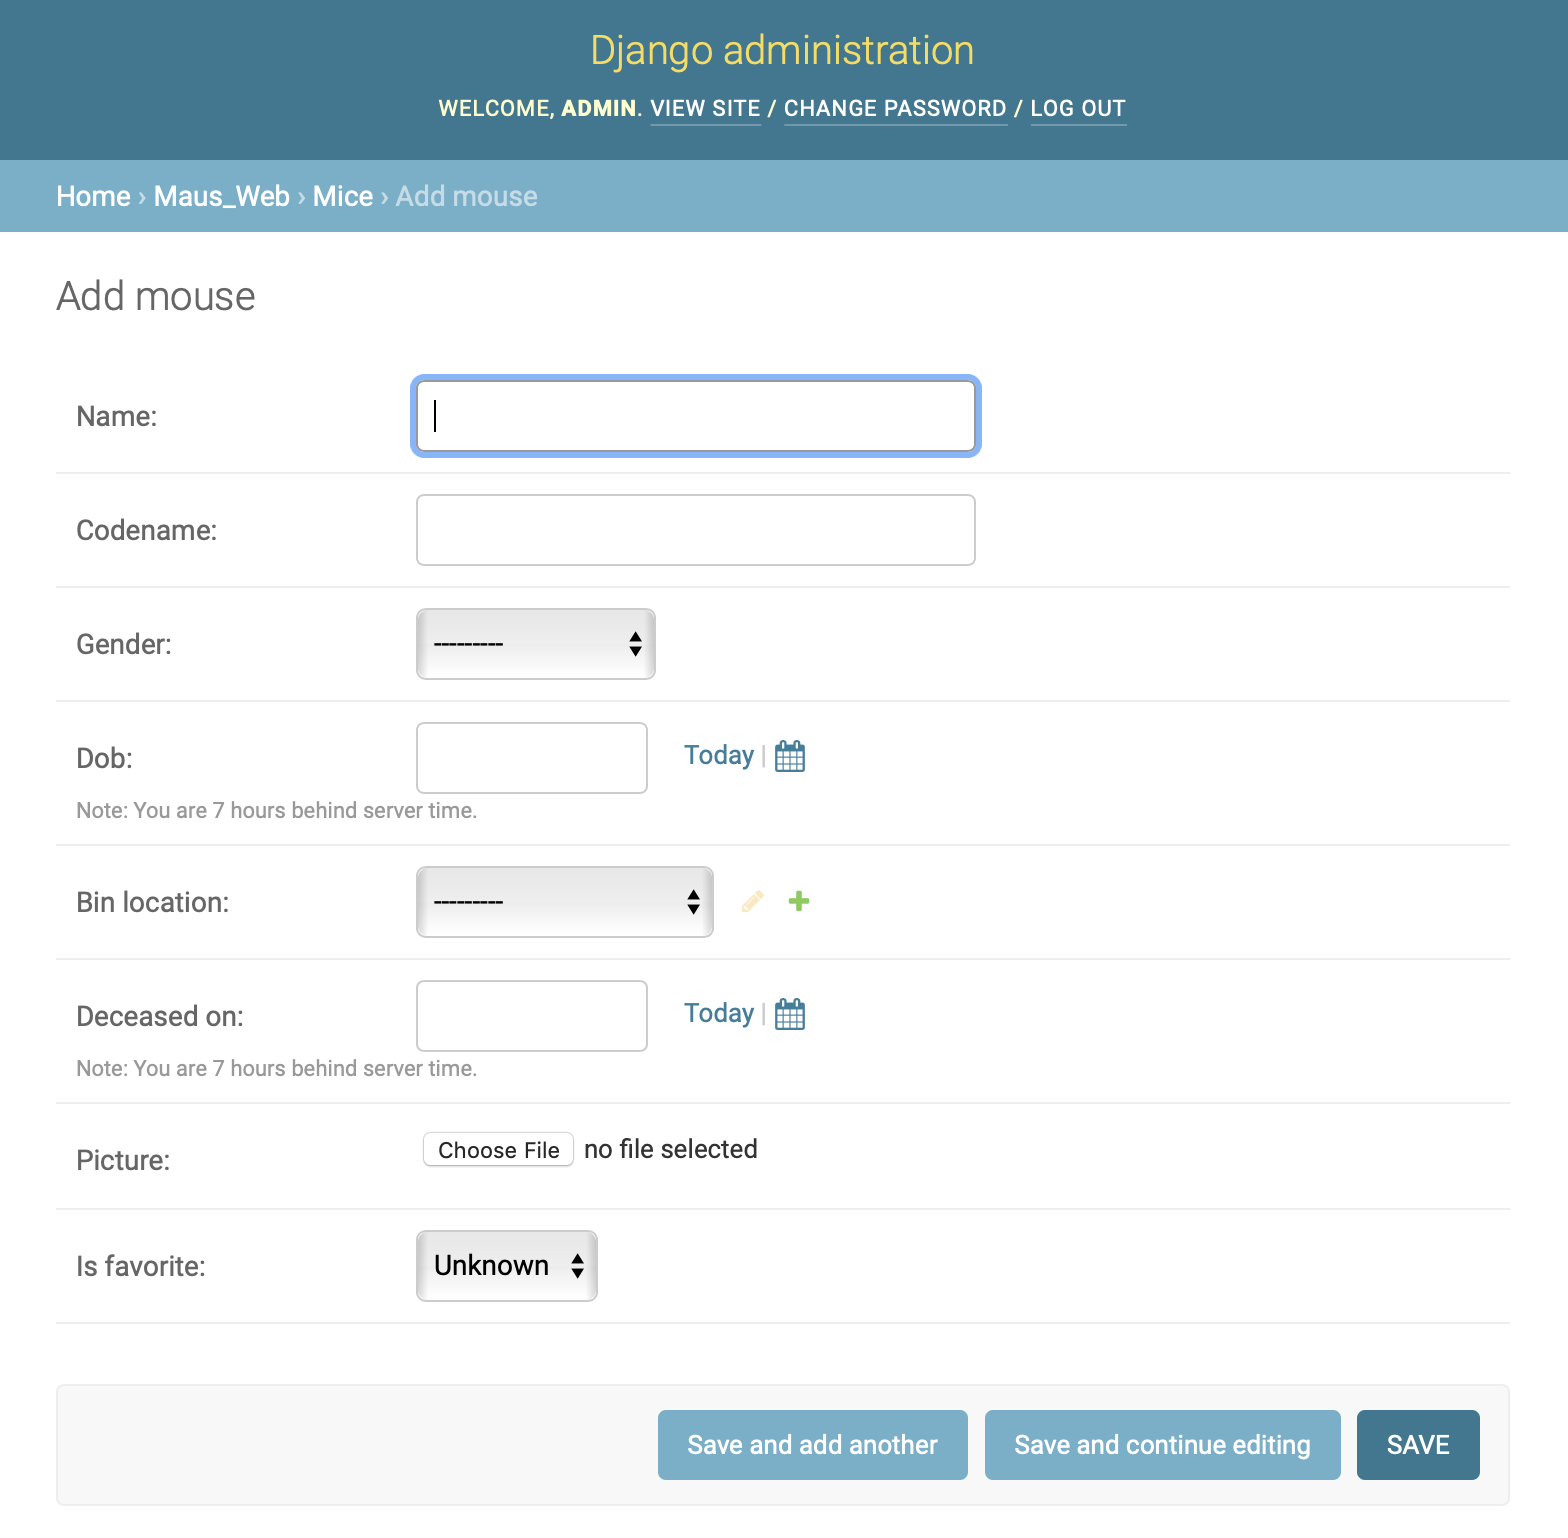 Django administration
WELCOME, ADMIN. VIEW SITE / CHANGE PASSWORD / LOG OUT
Home › Maus_Web › Mice › Add mouse
Add mouse
Name:
Codename:
Gender: ---------
Dob: Today |
Note: You are 7 hours behind server time.
Bin location: ---------
Deceased on: Today |
Note: You are 7 hours behind server time.
Picture: Choose File no file selected
Is favorite: Unknown
Save and add another Save and continue editing SAVE